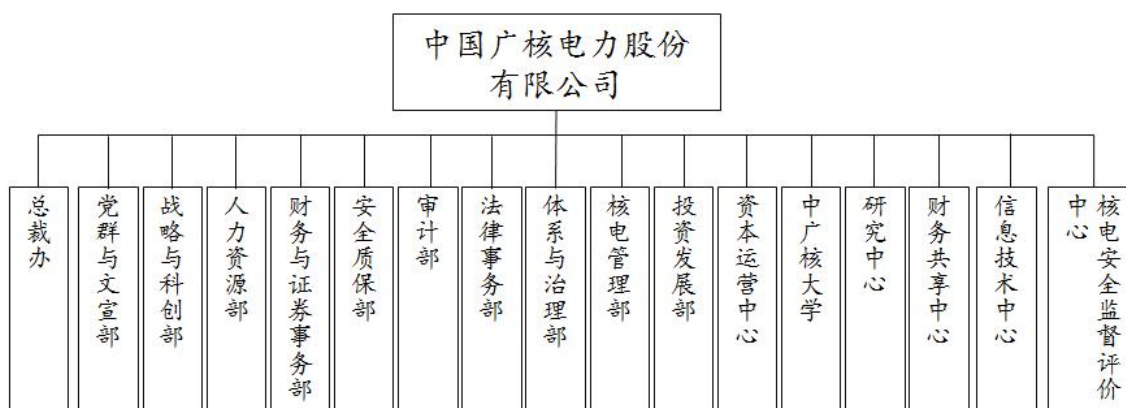 中国广核电力股份
有限公司
总裁办
党群与文宣部
战略与科创部
人力资源部
财务与证券事务部
安全质保部
审计部
法律事务部
体系与治理部
核电管理部
投资发展部
资本运营中心
中广核大学
研究中心
财务共享中心
信息技术中心
核电安全监督评价
中心